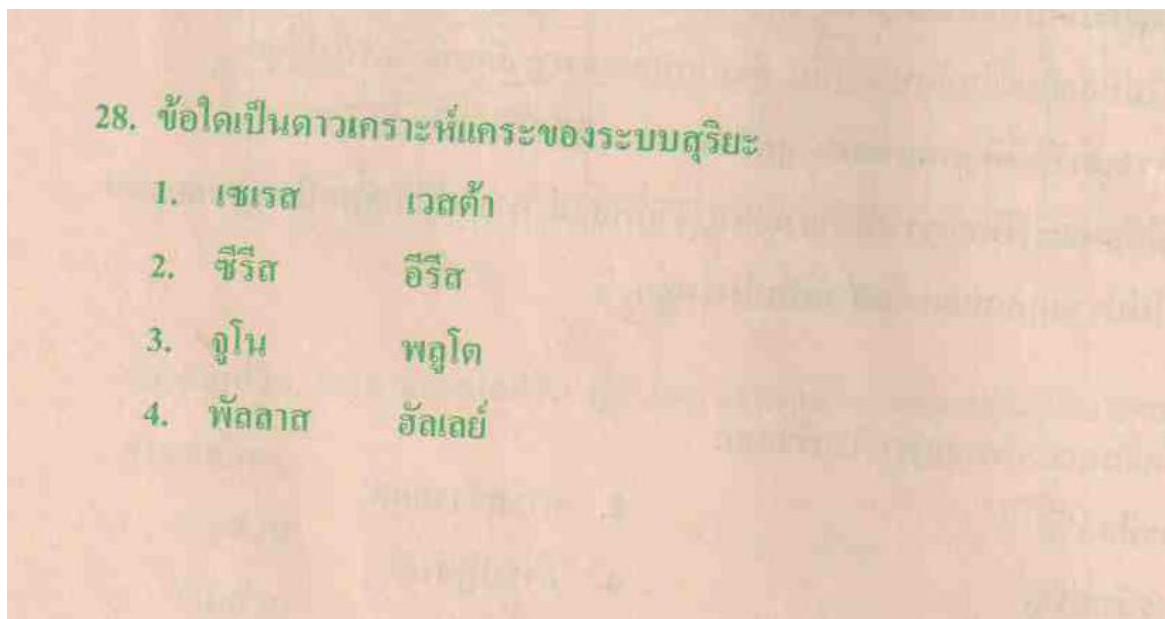 28. ข้อใดเป็นดาวเคราะห์แคระของระบบสุริยะ
1. เซเรส เวสต้า
2. ซีรีส อีรีส
3. จูโน พลูโต
4. พัลลาส ฮัลเลย์